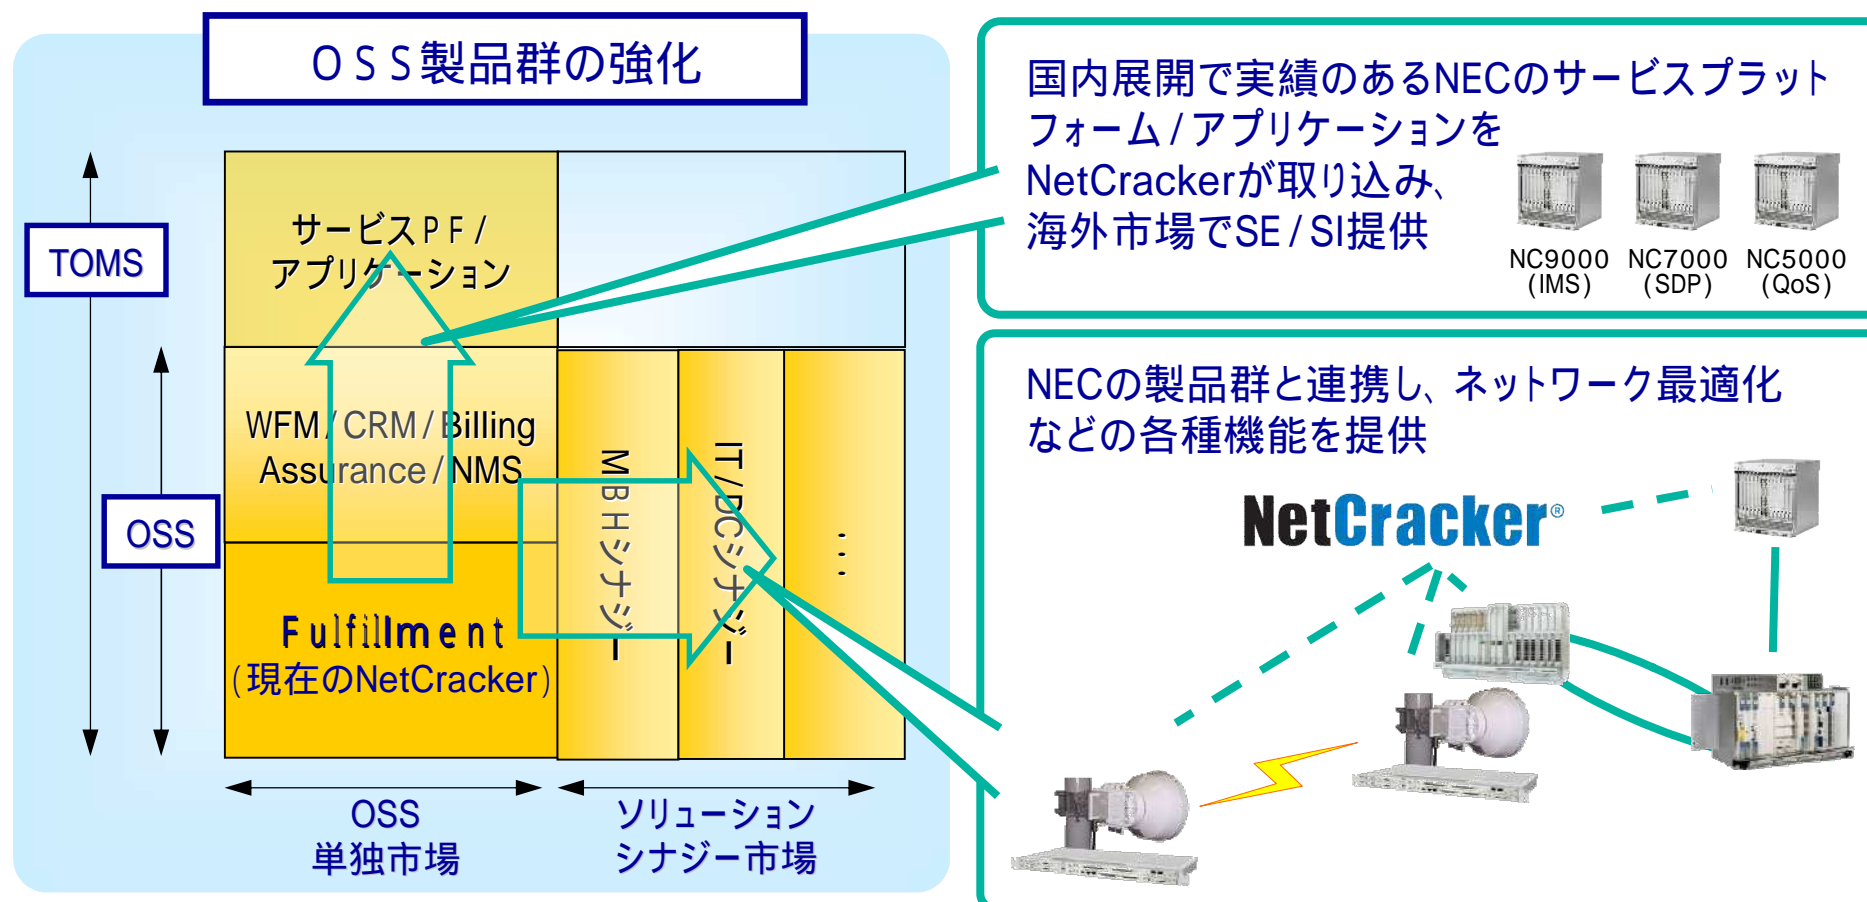 OSS製品群の強化
TOMS
OSS
サービスPF/
アプリケーション
WFM/CRM/Billing
Assurance/NMS
Fulfillment
(現在のNetCracker)
MBHシナジー
IT/DCシナジー
...
OSS
単独市場
ソリューション
シナジー市場
国内展開で実績のあるNECのサービスプラット
フォーム/アプリケーションを
NetCrackerが取り込み、
海外市場でSE/SI提供
NC9000
(IMS)
NC7000
(SDP)
NC5000
(QoS)
NECの製品群と連携し、ネットワーク最適化
などの各種機能を提供
NetCracker®